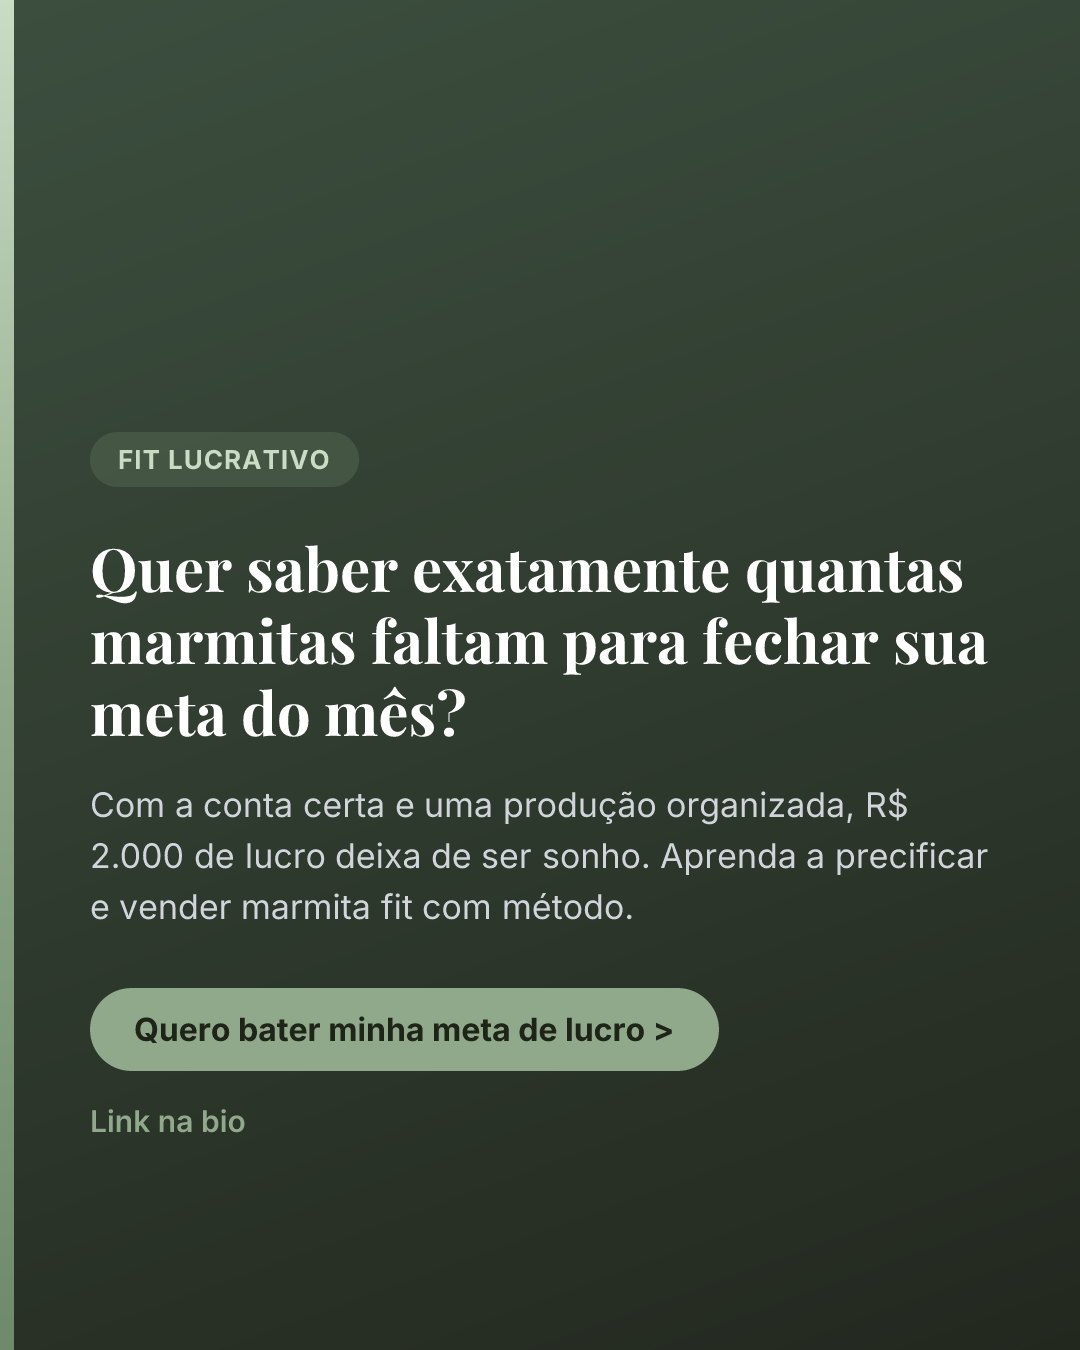 FIT LUCRATIVO
Quer saber exatamente quantas
marmitas faltam para fechar sua
meta do mês?
Com a conta certa e uma produção organizada, R$
2.000 de lucro deixa de ser sonho. Aprenda a precificar
e vender marmita fit com método.
Quero bater minha meta de lucro >
Link na bio